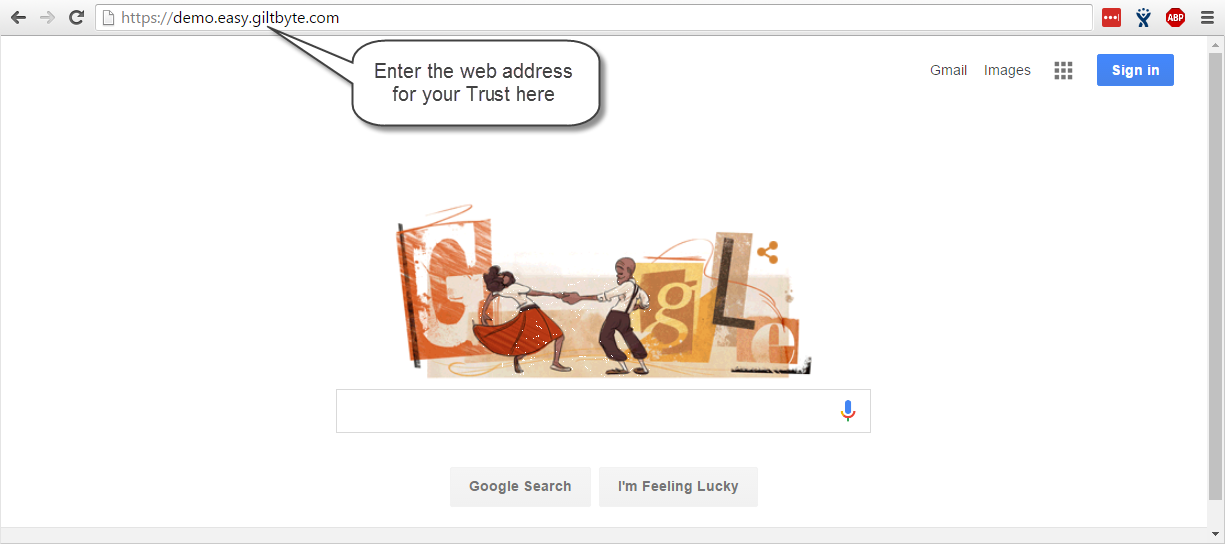 https://demo.easy.giltbyte.com
ABP
Enter the web address
for your Trust here
Gmail Images
Sign in
G gle
Google Search
I'm Feeling Lucky